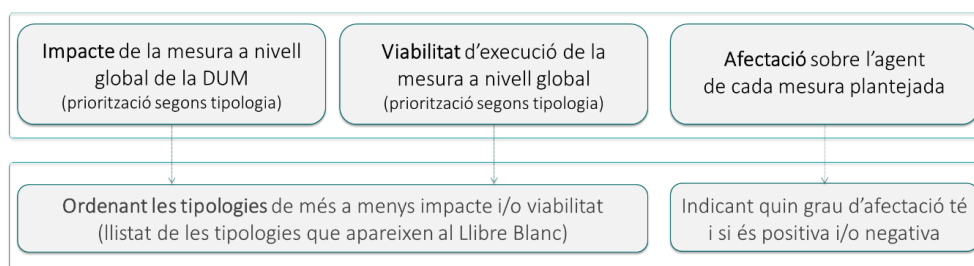 Impacte de la mesura a nivell
global de la DUM
(priorització segons tipologia)
Viabilitat d’execució de la
mesura a nivell global
(priorització segons tipologia)
Afectació sobre l’agent
de cada mesura plantejada
Ordenant les tipologies de més a menys impacte i/o viabilitat
(llistat de les tipologies que apareixen al Llibre Blanc)
Indicant quin grau d’afectació té
i si és positiva i/o negativa